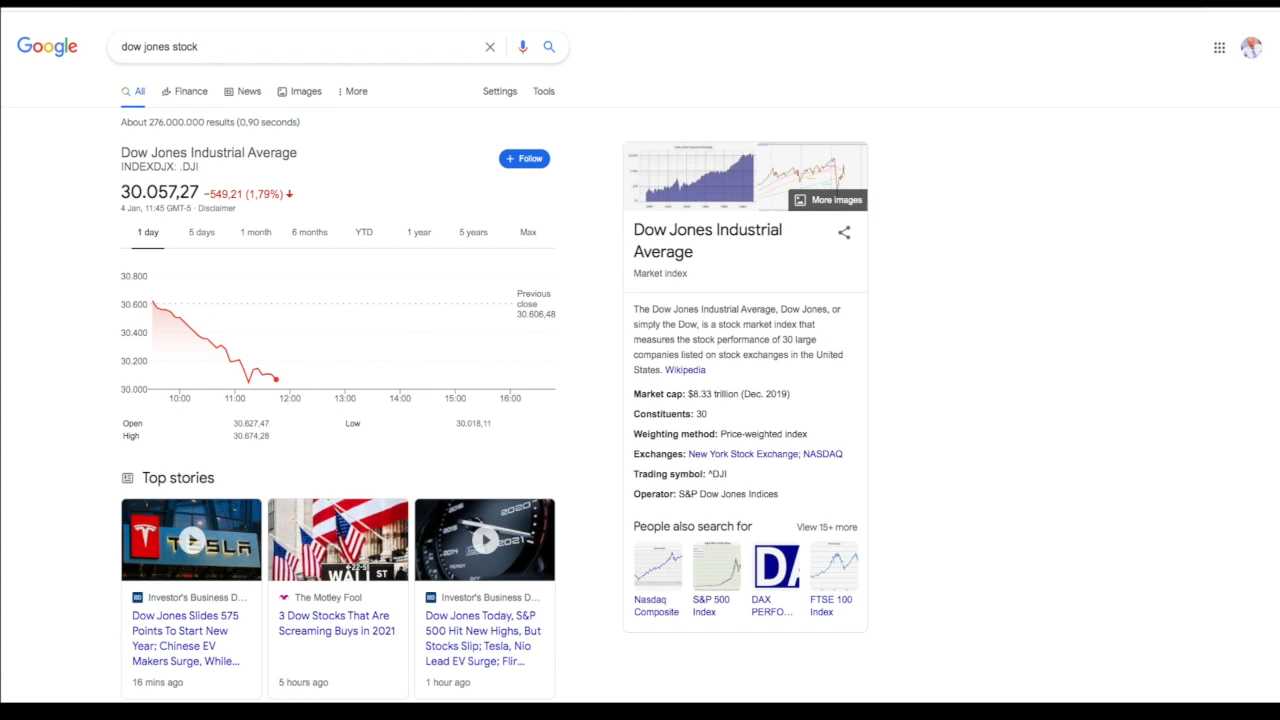 Google
dow jones stock
All
Finance
News
Images
More
Settings
Tools
About 276.000.000 results (0,90 seconds)
Dow Jones Industrial Average
INDEXDJX: .DJI
+ Follow
30.057,27 −549,21 (1,79%)
4 Jan, 11:45 GMT-5 · Disclaimer
1 day
5 days
1 month
6 months
YTD
1 year
5 years
Max
30.800
30.600
30.400
30.200
30.000
Previous
close
30.606,48
10:00
11:00
12:00
13:00
14:00
15:00
16:00
Open 30.627,47 Low 30.018,11
High 30.674,28
Top stories
TESLA
Investor's Business D...
Dow Jones Slides 575
Points To Start New
Year; Chinese EV
Makers Surge, While...
16 mins ago
WALL ST
The Motley Fool
3 Dow Stocks That Are
Screaming Buys in 2021
5 hours ago
2020
2021
2014
READY
Investor's Business D...
Dow Jones Today, S&P
500 Hit New Highs, But
Stocks Slip; Tesla, Nio
Lead EV Surge; Flir...
1 hour ago
More images
Dow Jones Industrial
Average
Market index
The Dow Jones Industrial Average, Dow Jones, or
simply the Dow, is a stock market index that
measures the stock performance of 30 large
companies listed on stock exchanges in the United
States. Wikipedia
Market cap: $8.33 trillion (Dec. 2019)
Constituents: 30
Weighting method: Price-weighted index
Exchanges: New York Stock Exchange; NASDAQ
Trading symbol: ^DJI
Operator: S&P Dow Jones Indices
People also search for
View 15+ more
Nasdaq
Composite
S&P 500
Index
DAX
PERFO...
FTSE 100
Index